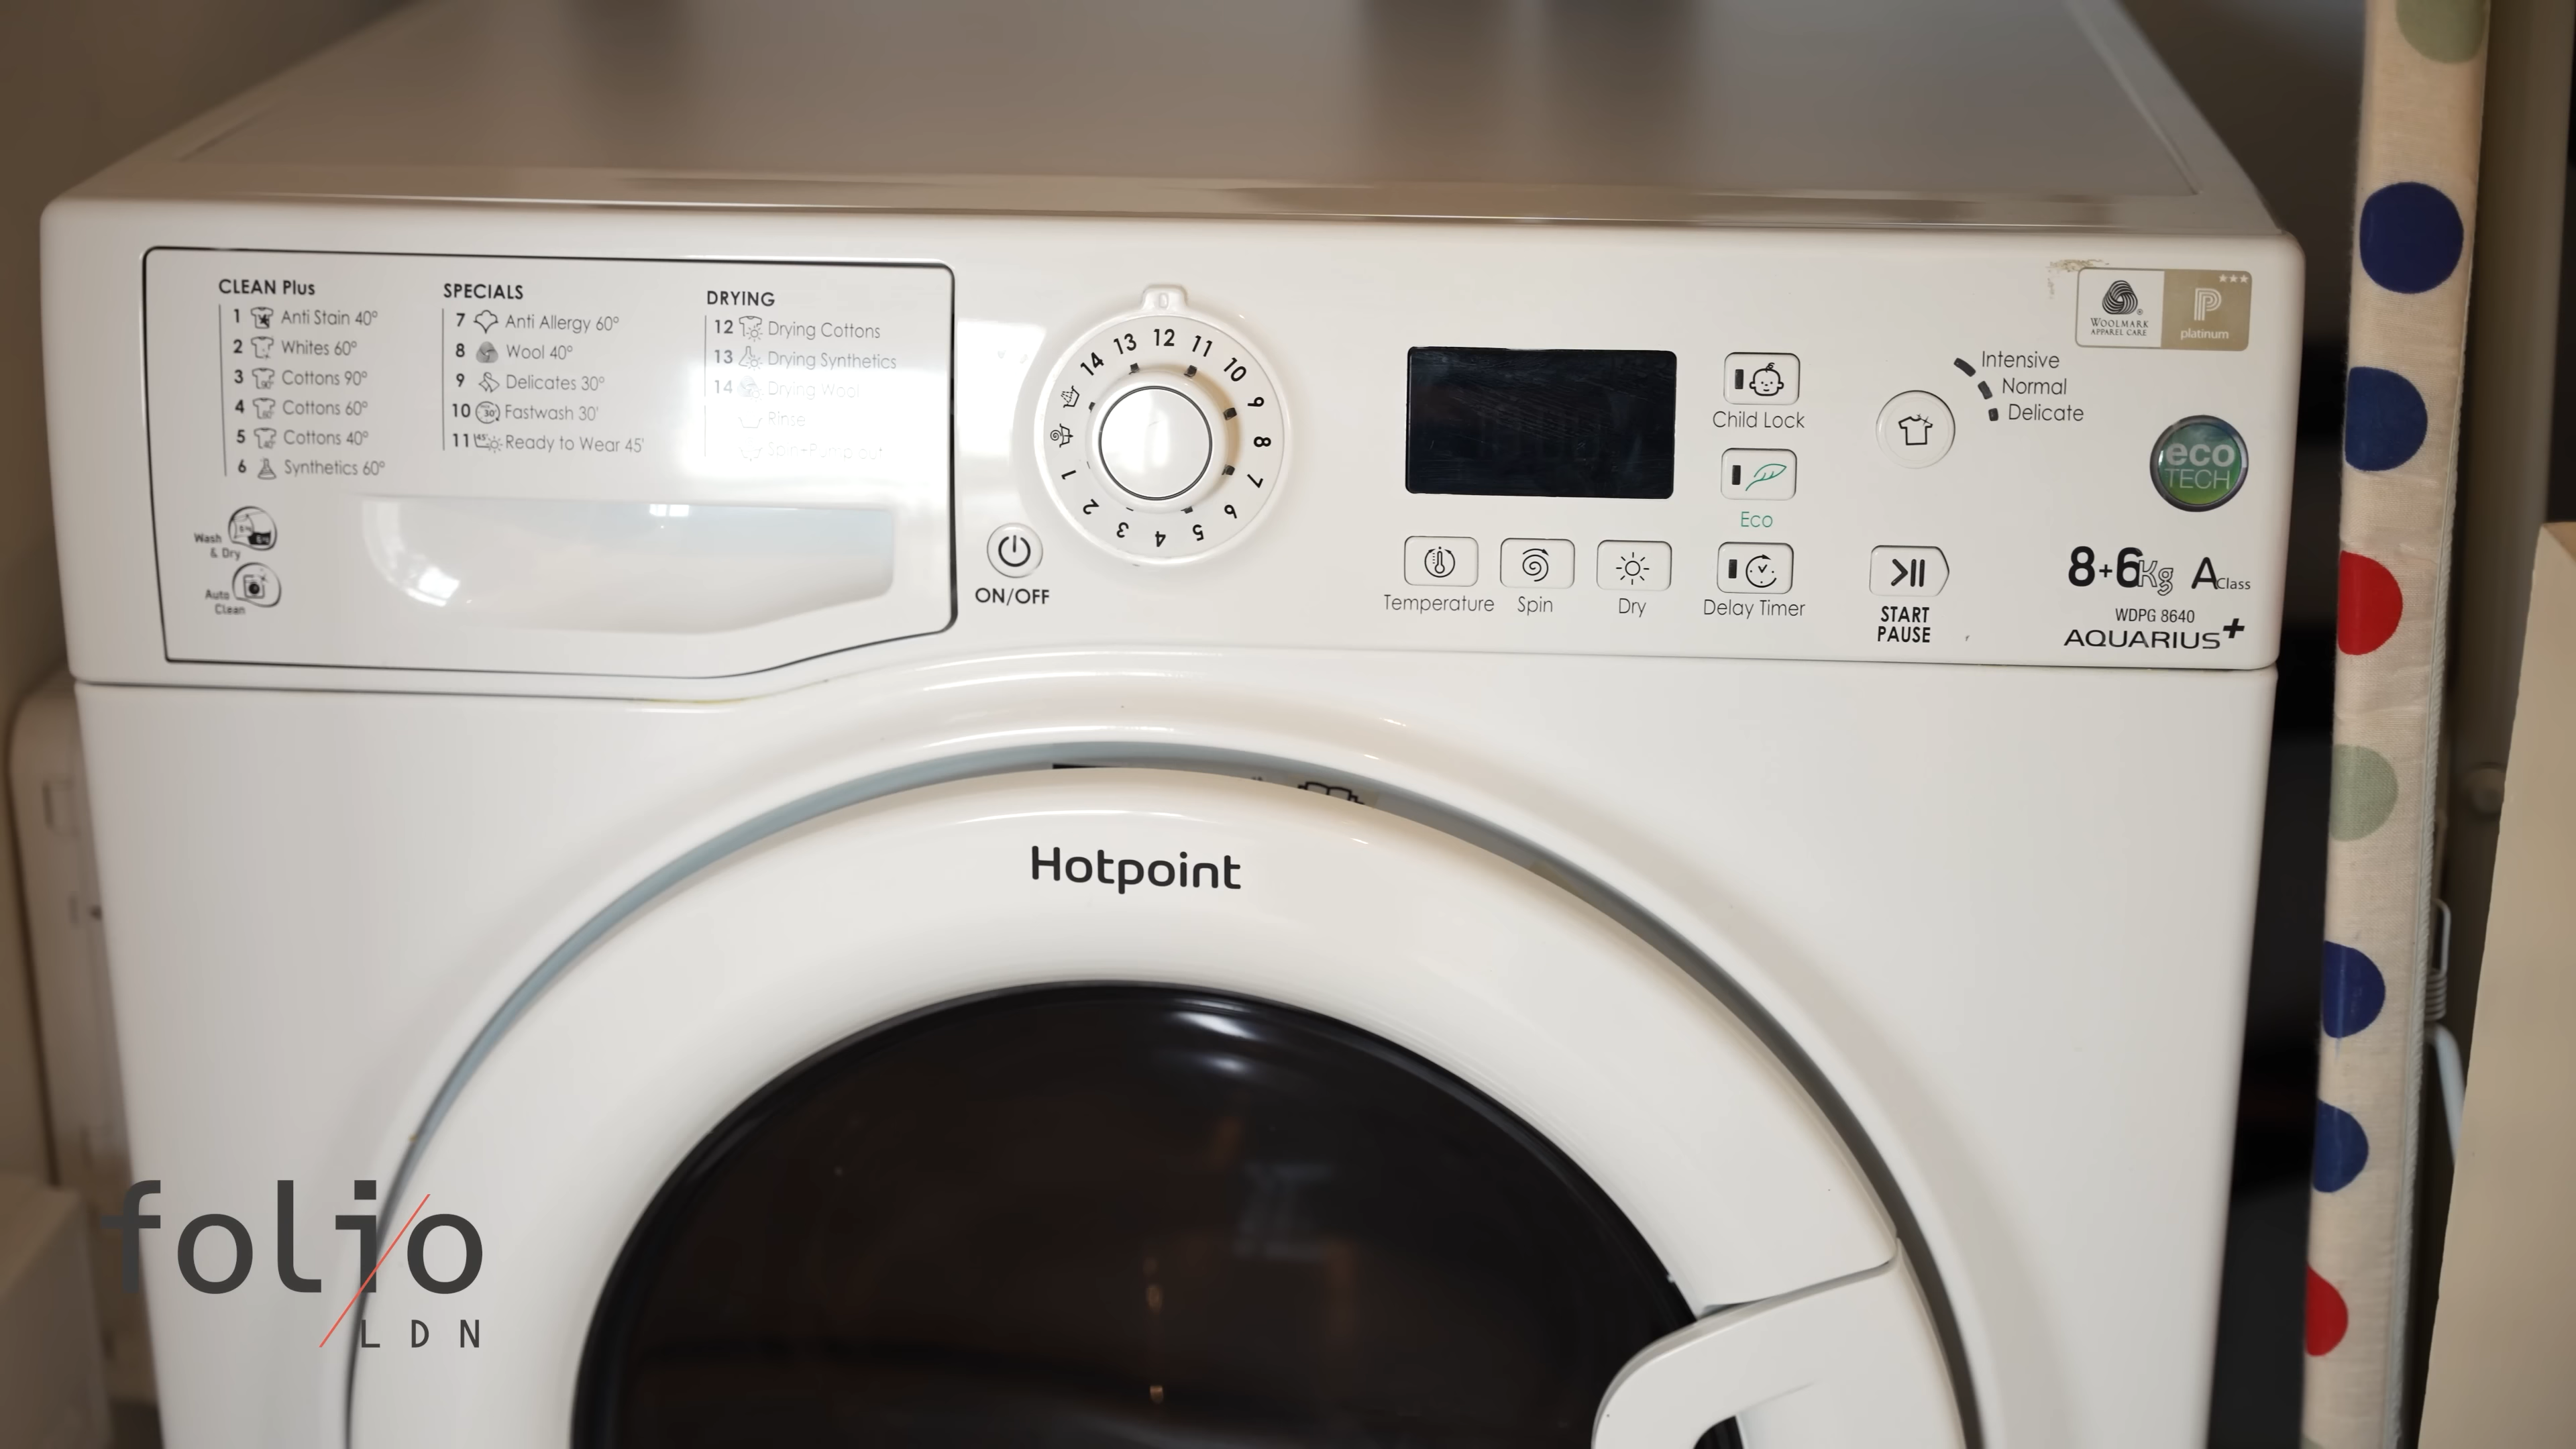 CLEAN Plus
1 Anti Stain 40°
2 Whites 60°
3 Cottons 90°
4 Cottons 60°
5 Cottons 40°
6 Synthetics 60°
Wash
& Dry
Auto
Clean
SPECIALS
7 Anti Allergy 60°
8 Wool 40°
9 Delicates 30°
10 Fastwash 30'
11 Ready to Wear 45'
DRYING
12 Drying Cottons
13 Drying Synthetics
14 Drying Wool
Rinse
Spin-Pump out
ON/OFF
1 2 3 4 5 6 7 8 9 10 11 12 13 14
Temperature
Spin
Dry
Child Lock
Eco
Delay Timer
Intensive
Normal
Delicate
START
PAUSE
WOOLMARK
APPAREL CARE
platinum
eco
TECH
8+6Kg A Class
WDPG 8640
AQUARIUS+
Hotpoint
folio
LDN